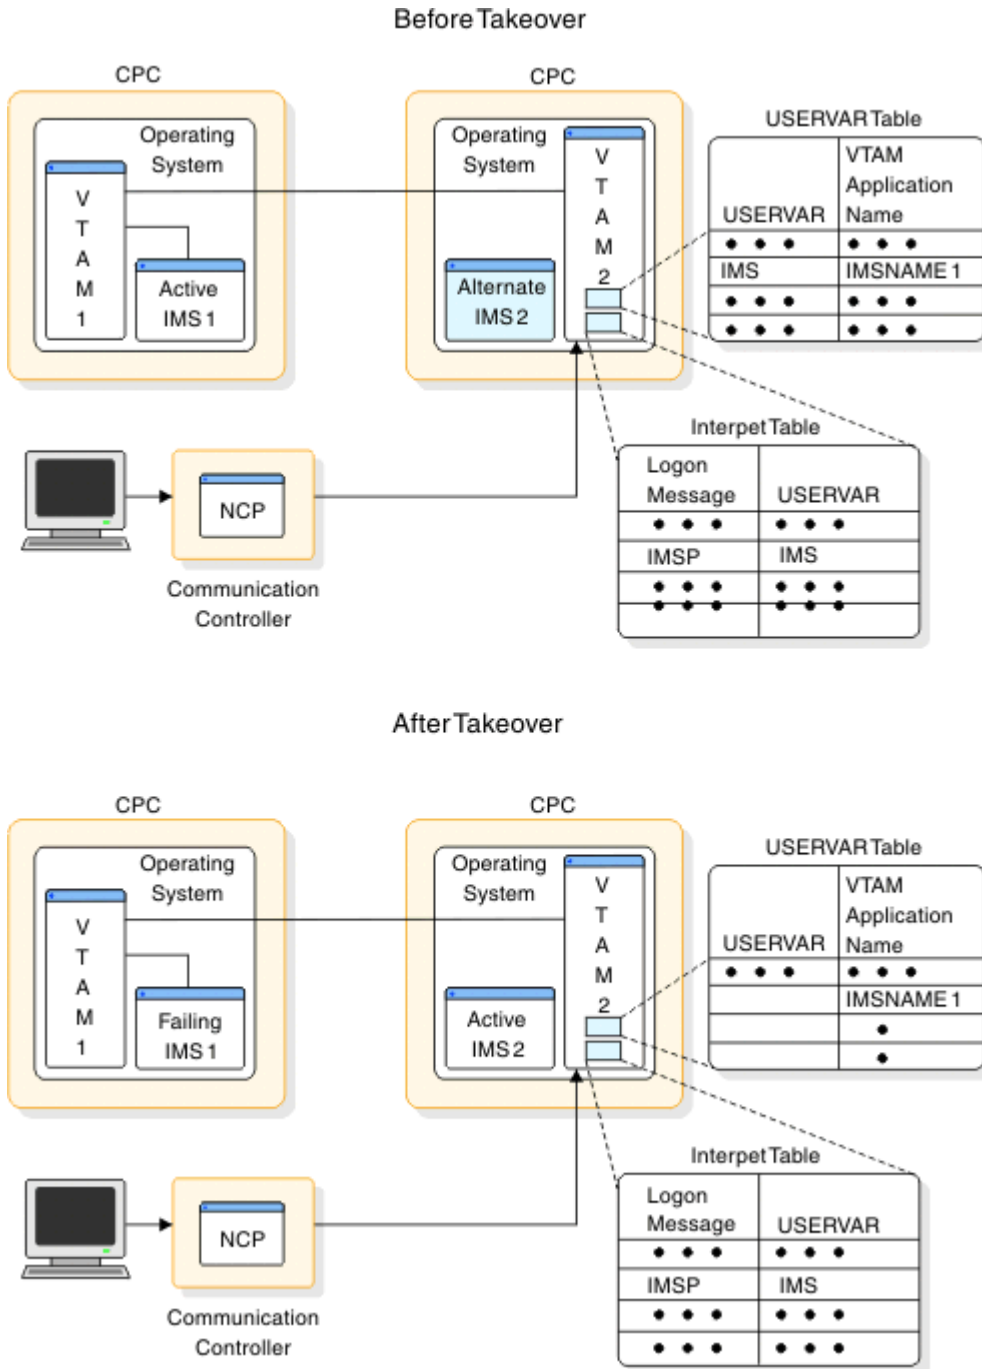 Before Takeover
CPC
Operating
System
V
T
A
M
1
Active
IMS 1
CPC
Operating
System
V
T
A
M
2
Alternate
IMS 2
USERVAR Table
VTAM
Application
USERVAR Name
IMS IMSNAME 1
Interpet Table
Logon
Message USERVAR
IMSP IMS
NCP
Communication
Controller
After Takeover
CPC
Operating
System
V
T
A
M
1
Failing
IMS 1
CPC
Operating
System
V
T
A
M
2
Active
IMS 2
USERVAR Table
VTAM
Application
USERVAR Name
IMSNAME 1
Interpet Table
Logon
Message USERVAR
IMSP IMS
NCP
Communication
Controller